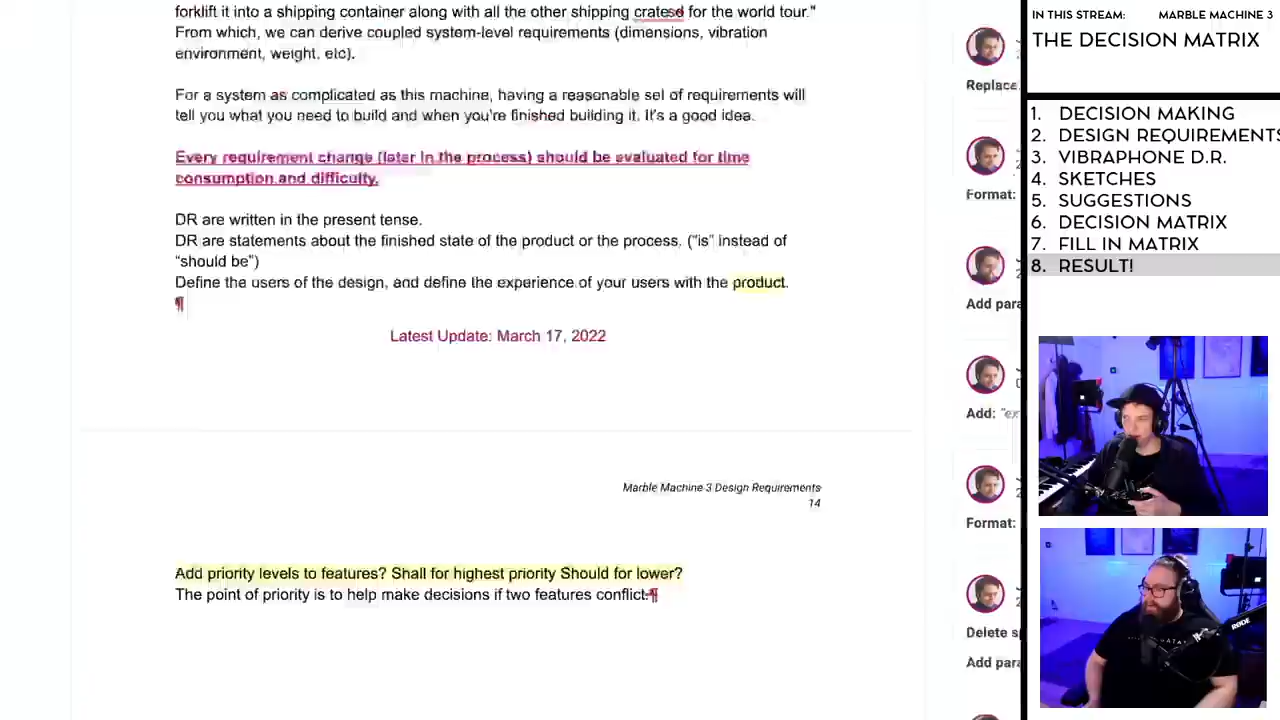 forklift it into a shipping container along with all the other shipping cratesd for the world tour."
From which, we can derive coupled system-level requirements (dimensions, vibration
environment, weight, etc).
For a system as complicated as this machine, having a reasonable set of requirements will
tell you what you need to build and when you're finished building it. It's a good idea.
Every requirement change (later in the process) should be evaluated for time
consumption and difficulty.
DR are written in the present tense.
DR are statements about the finished state of the product or the process. ("is" instead of
"should be")
Define the users of the design, and define the experience of your users with the product.
¶
Latest Update: March 17, 2022
Marble Machine 3 Design Requirements
14
Add priority levels to features? Shall for highest priority Should for lower?
The point of priority is to help make decisions if two features conflict.¶
Replace
Format:
Add para
Add: "ex
Format:
Delete sp
Add para
IN THIS STREAM: MARBLE MACHINE 3
THE DECISION MATRIX
1. DECISION MAKING
2. DESIGN REQUIREMENTS
3. VIBRAPHONE D.R.
4. SKETCHES
5. SUGGESTIONS
6. DECISION MATRIX
7. FILL IN MATRIX
8. RESULT!
RØDE